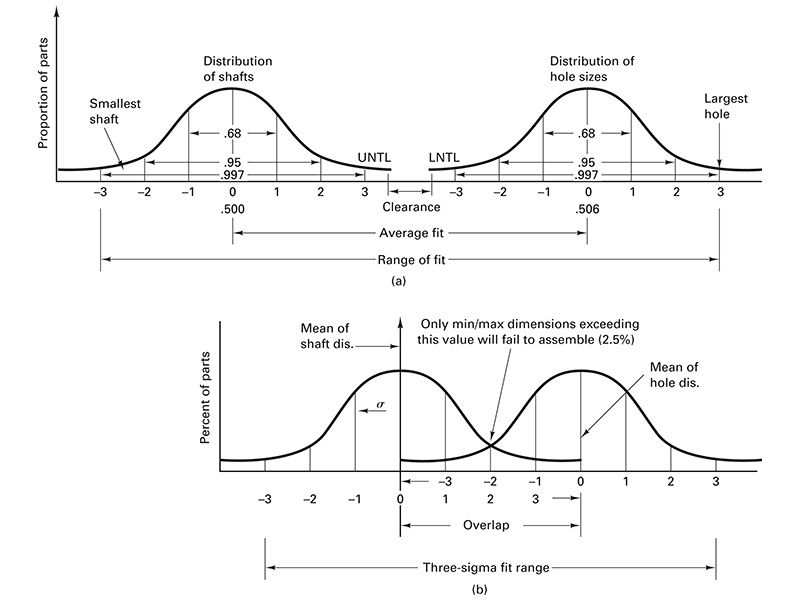 Proportion of parts
Distribution
of shafts
Distribution of
hole sizes
Smallest
shaft
Largest
hole
.68
.68
UNTL
LNTL
.95
.95
.997
.997
–3 –2 –1 0 1 2 3 –3 –2 –1 0 1 2 3
.500
Clearance
.506
Average fit
Range of fit
(a)
Percent of parts
Mean of
shaft dis.
Only min/max dimensions exceeding
this value will fail to assemble (2.5%)
Mean of
hole dis.
σ
–3 –2 –1 0 1 2 3
–3 –2 –1 0 1 2 3
Overlap
Three-sigma fit range
(b)